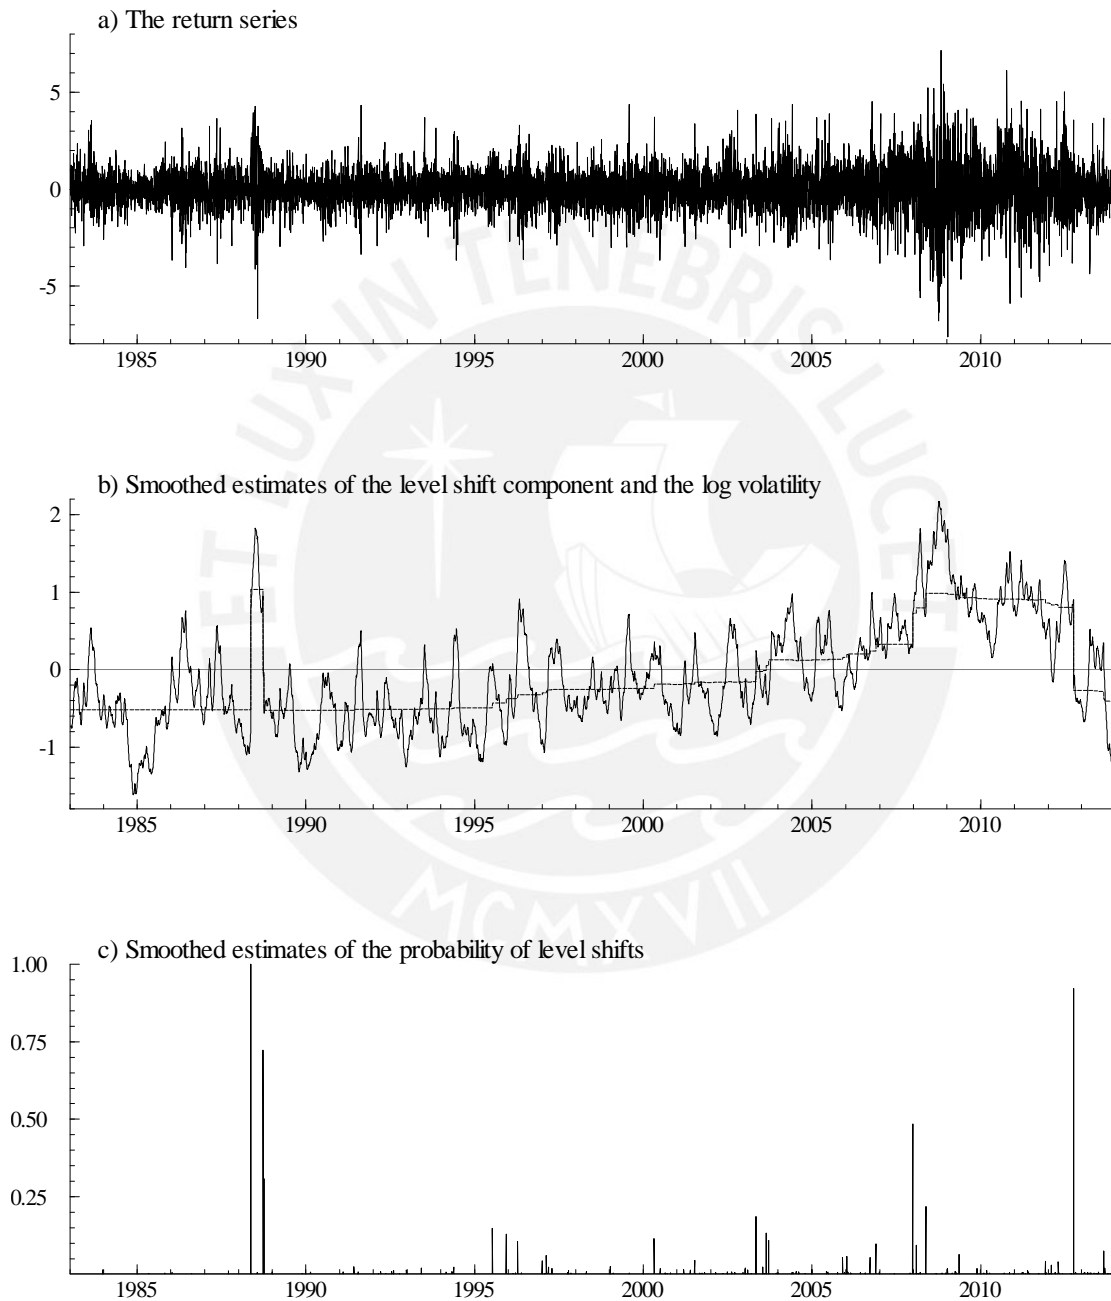 a) The return series
5
0
-5
1985 1990 1995 2000 2005 2010
b) Smoothed estimates of the level shift component and the log volatility
2
1
0
-1
1985 1990 1995 2000 2005 2010
c) Smoothed estimates of the probability of level shifts
1.00
0.75
0.50
0.25
1985 1990 1995 2000 2005 2010
ET LUX IN TENEBRIS LUCET
MCMXVII